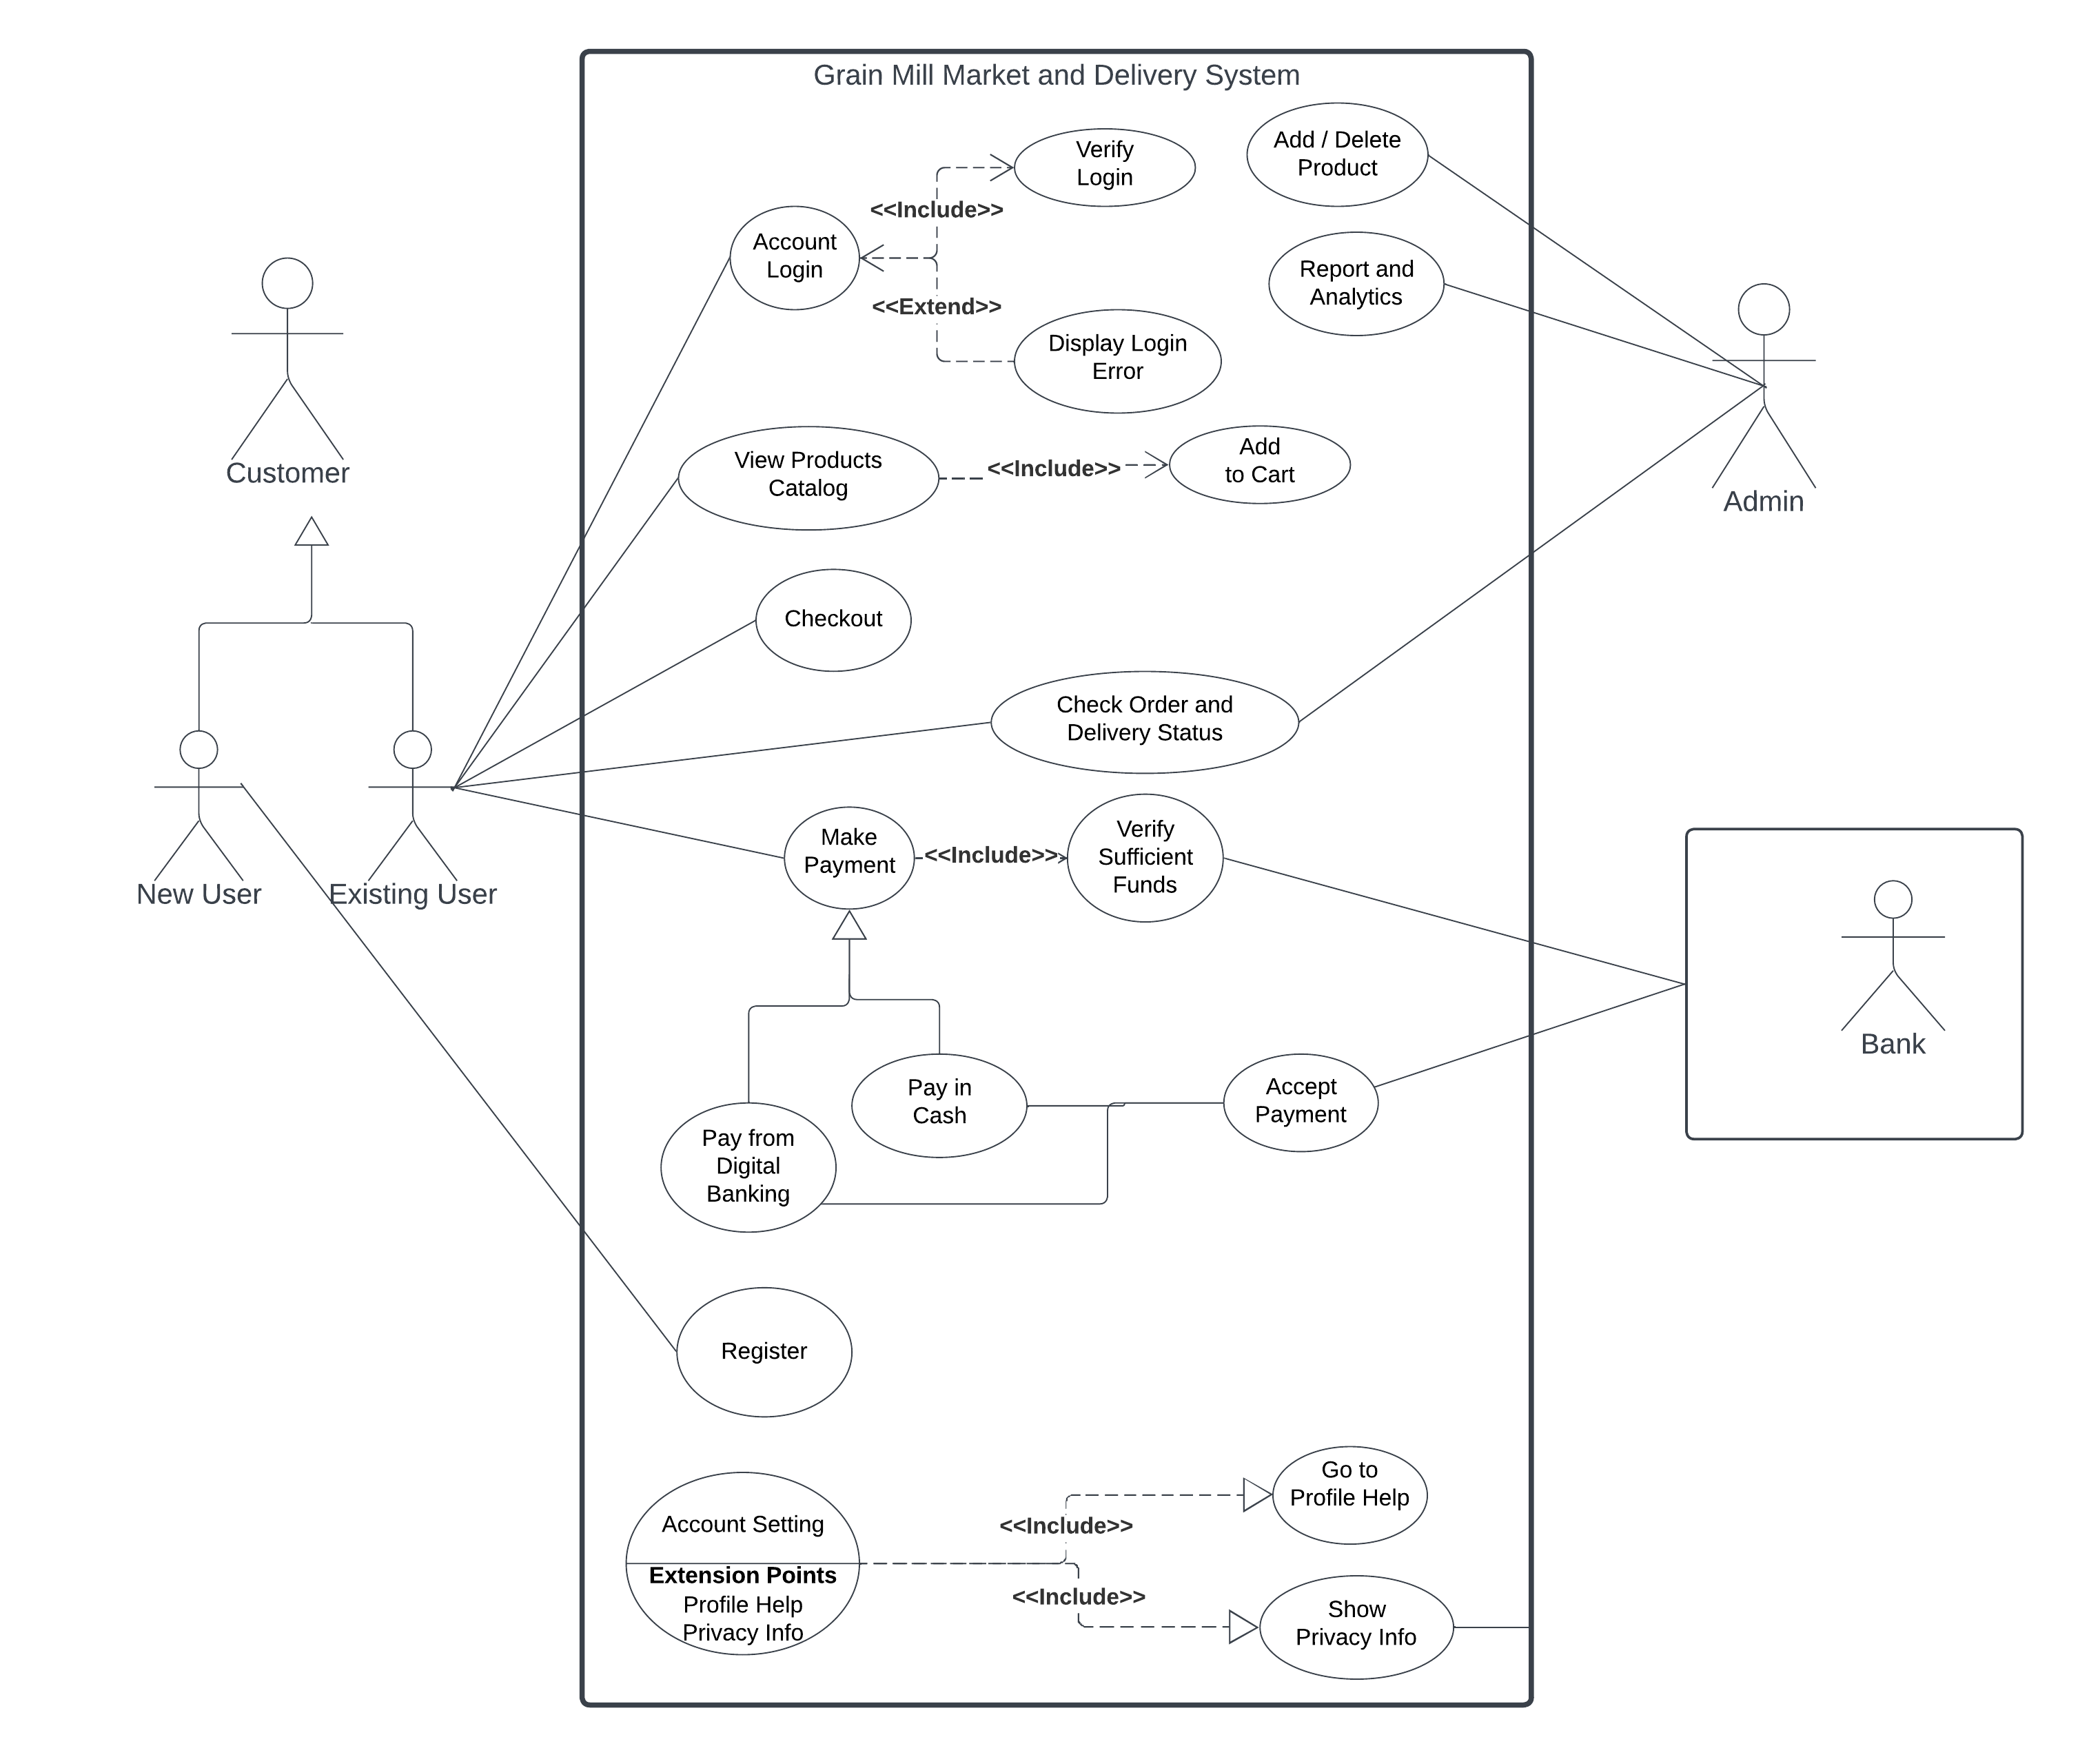 Grain Mill Market and Delivery System
Verify
Login
Add / Delete
Product
<<Include>>
Account
Login
Report and
Analytics
<<Extend>>
Display Login
Error
Customer
View Products
Catalog
<<Include>>
Add
to Cart
Admin
Checkout
Check Order and
Delivery Status
Make
Payment
<<Include>>
Verify
Sufficient
Funds
New User
Existing User
Bank
Pay in
Cash
Accept
Payment
Pay from
Digital
Banking
Register
Go to
Profile Help
Account Setting
<<Include>>
Extension Points
Profile Help
Privacy Info
<<Include>>
Show
Privacy Info